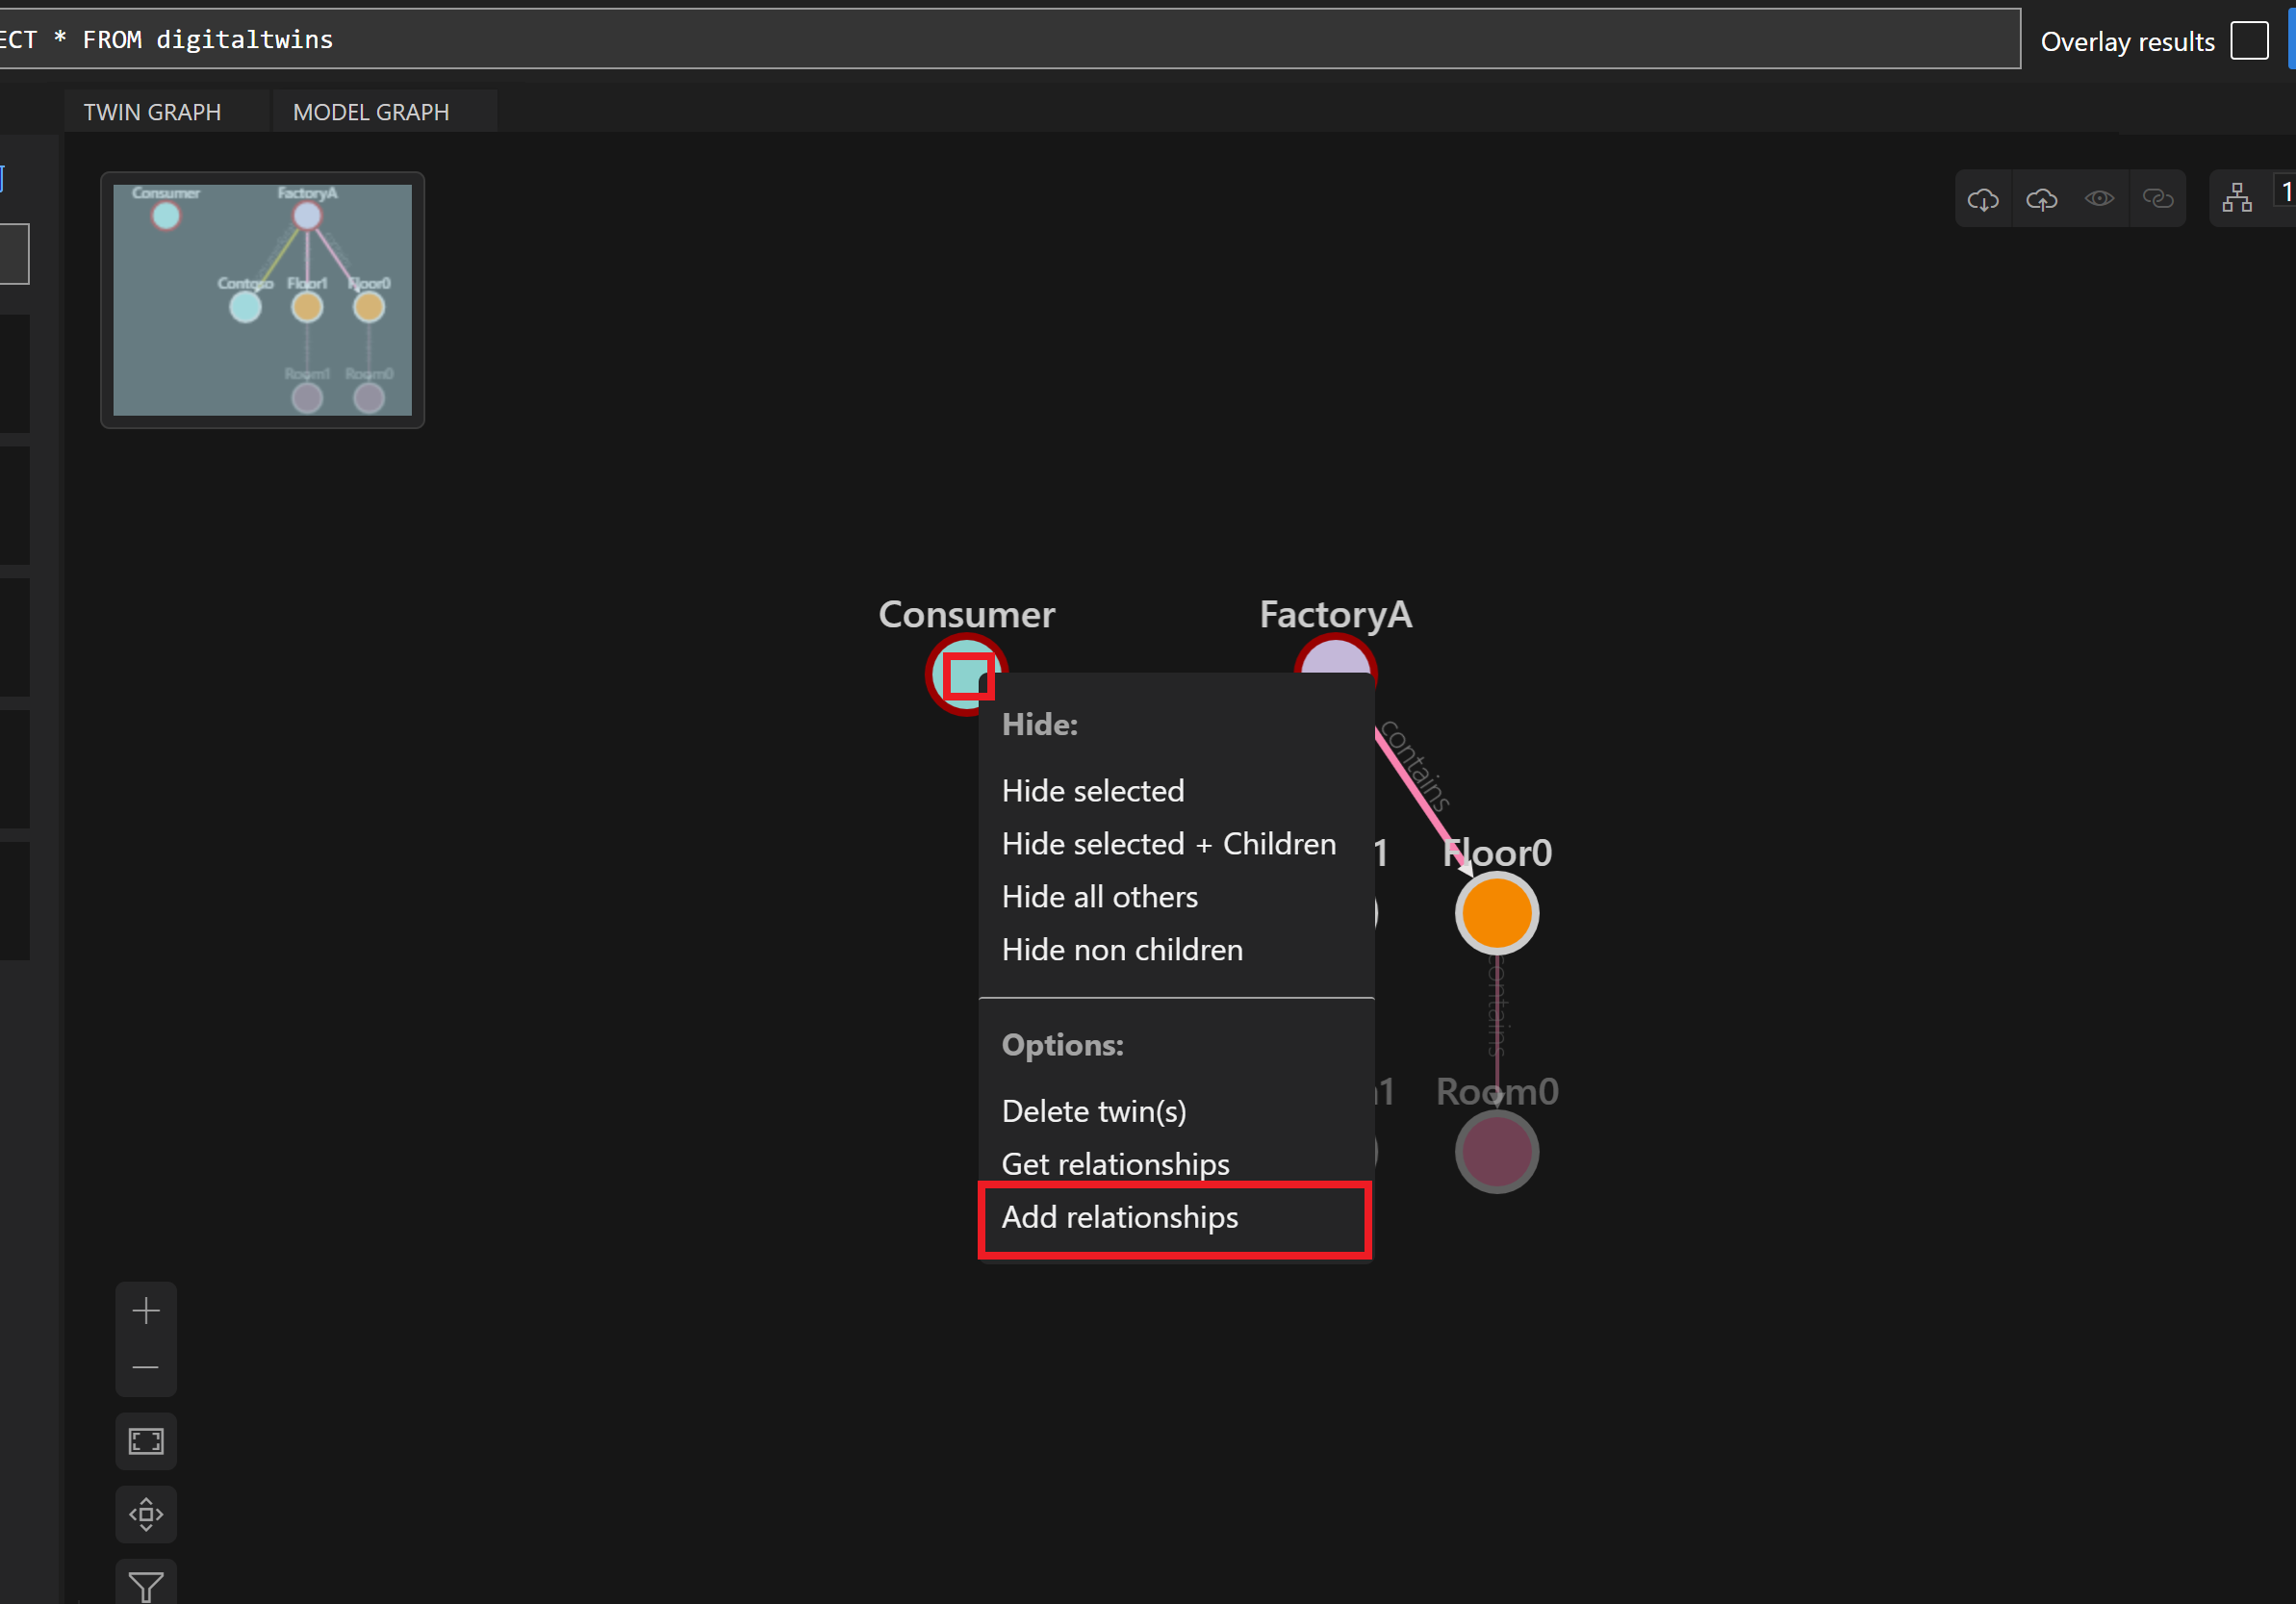 ECT * FROM digitaltwins
Overlay results
TWIN GRAPH
MODEL GRAPH
1
Consumer
FactoryA
Contoso
Floor1
Floor0
Room1
Room0
Consumer
FactoryA
Hide:
contains
Hide selected
Hide selected + Children
1
Floor0
Hide all others
Hide non children
contains
Options:
1
Room0
Delete twin(s)
Get relationships
Add relationships